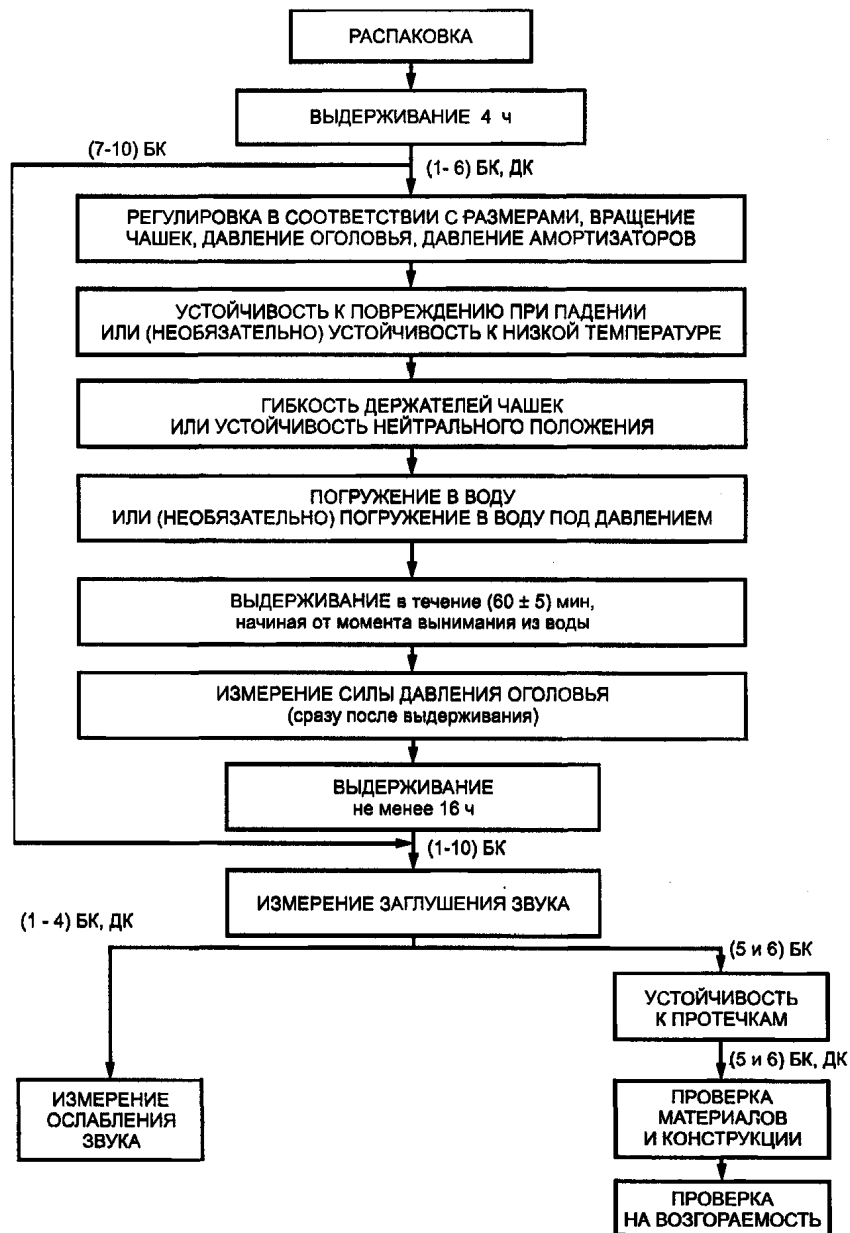 РАСПАКОВКА
ВЫДЕРЖИВАНИЕ 4 ч
(7-10) БК
(1- 6) БК, ДК
РЕГУЛИРОВКА В СООТВЕТСТВИИ С РАЗМЕРАМИ, ВРАЩЕНИЕ
ЧАШЕК, ДАВЛЕНИЕ ОГОЛОВЬЯ, ДАВЛЕНИЕ АМОРТИЗАТОРОВ
УСТОЙЧИВОСТЬ К ПОВРЕЖДЕНИЮ ПРИ ПАДЕНИИ
ИЛИ (НЕОБЯЗАТЕЛЬНО) УСТОЙЧИВОСТЬ К НИЗКОЙ ТЕМПЕРАТУРЕ
ГИБКОСТЬ ДЕРЖАТЕЛЕЙ ЧАШЕК
ИЛИ УСТОЙЧИВОСТЬ НЕЙТРАЛЬНОГО ПОЛОЖЕНИЯ
ПОГРУЖЕНИЕ В ВОДУ
ИЛИ (НЕОБЯЗАТЕЛЬНО) ПОГРУЖЕНИЕ В ВОДУ ПОД ДАВЛЕНИЕМ
ВЫДЕРЖИВАНИЕ в течение (60 ± 5) мин,
начиная от момента вынимания из воды
ИЗМЕРЕНИЕ СИЛЫ ДАВЛЕНИЯ ОГОЛОВЬЯ
(сразу после выдерживания)
ВЫДЕРЖИВАНИЕ
не менее 16 ч
(1-10) БК
ИЗМЕРЕНИЕ ЗАГЛУШЕНИЯ ЗВУКА
(1 - 4) БК, ДК
(5 и 6) БК
УСТОЙЧИВОСТЬ
К ПРОТЕЧКАМ
(5 и 6) БК, ДК
ИЗМЕРЕНИЕ
ОСЛАБЛЕНИЯ
ЗВУКА
ПРОВЕРКА
МАТЕРИАЛОВ
И КОНСТРУКЦИИ
ПРОВЕРКА
НА ВОЗГОРАЕМОСТЬ